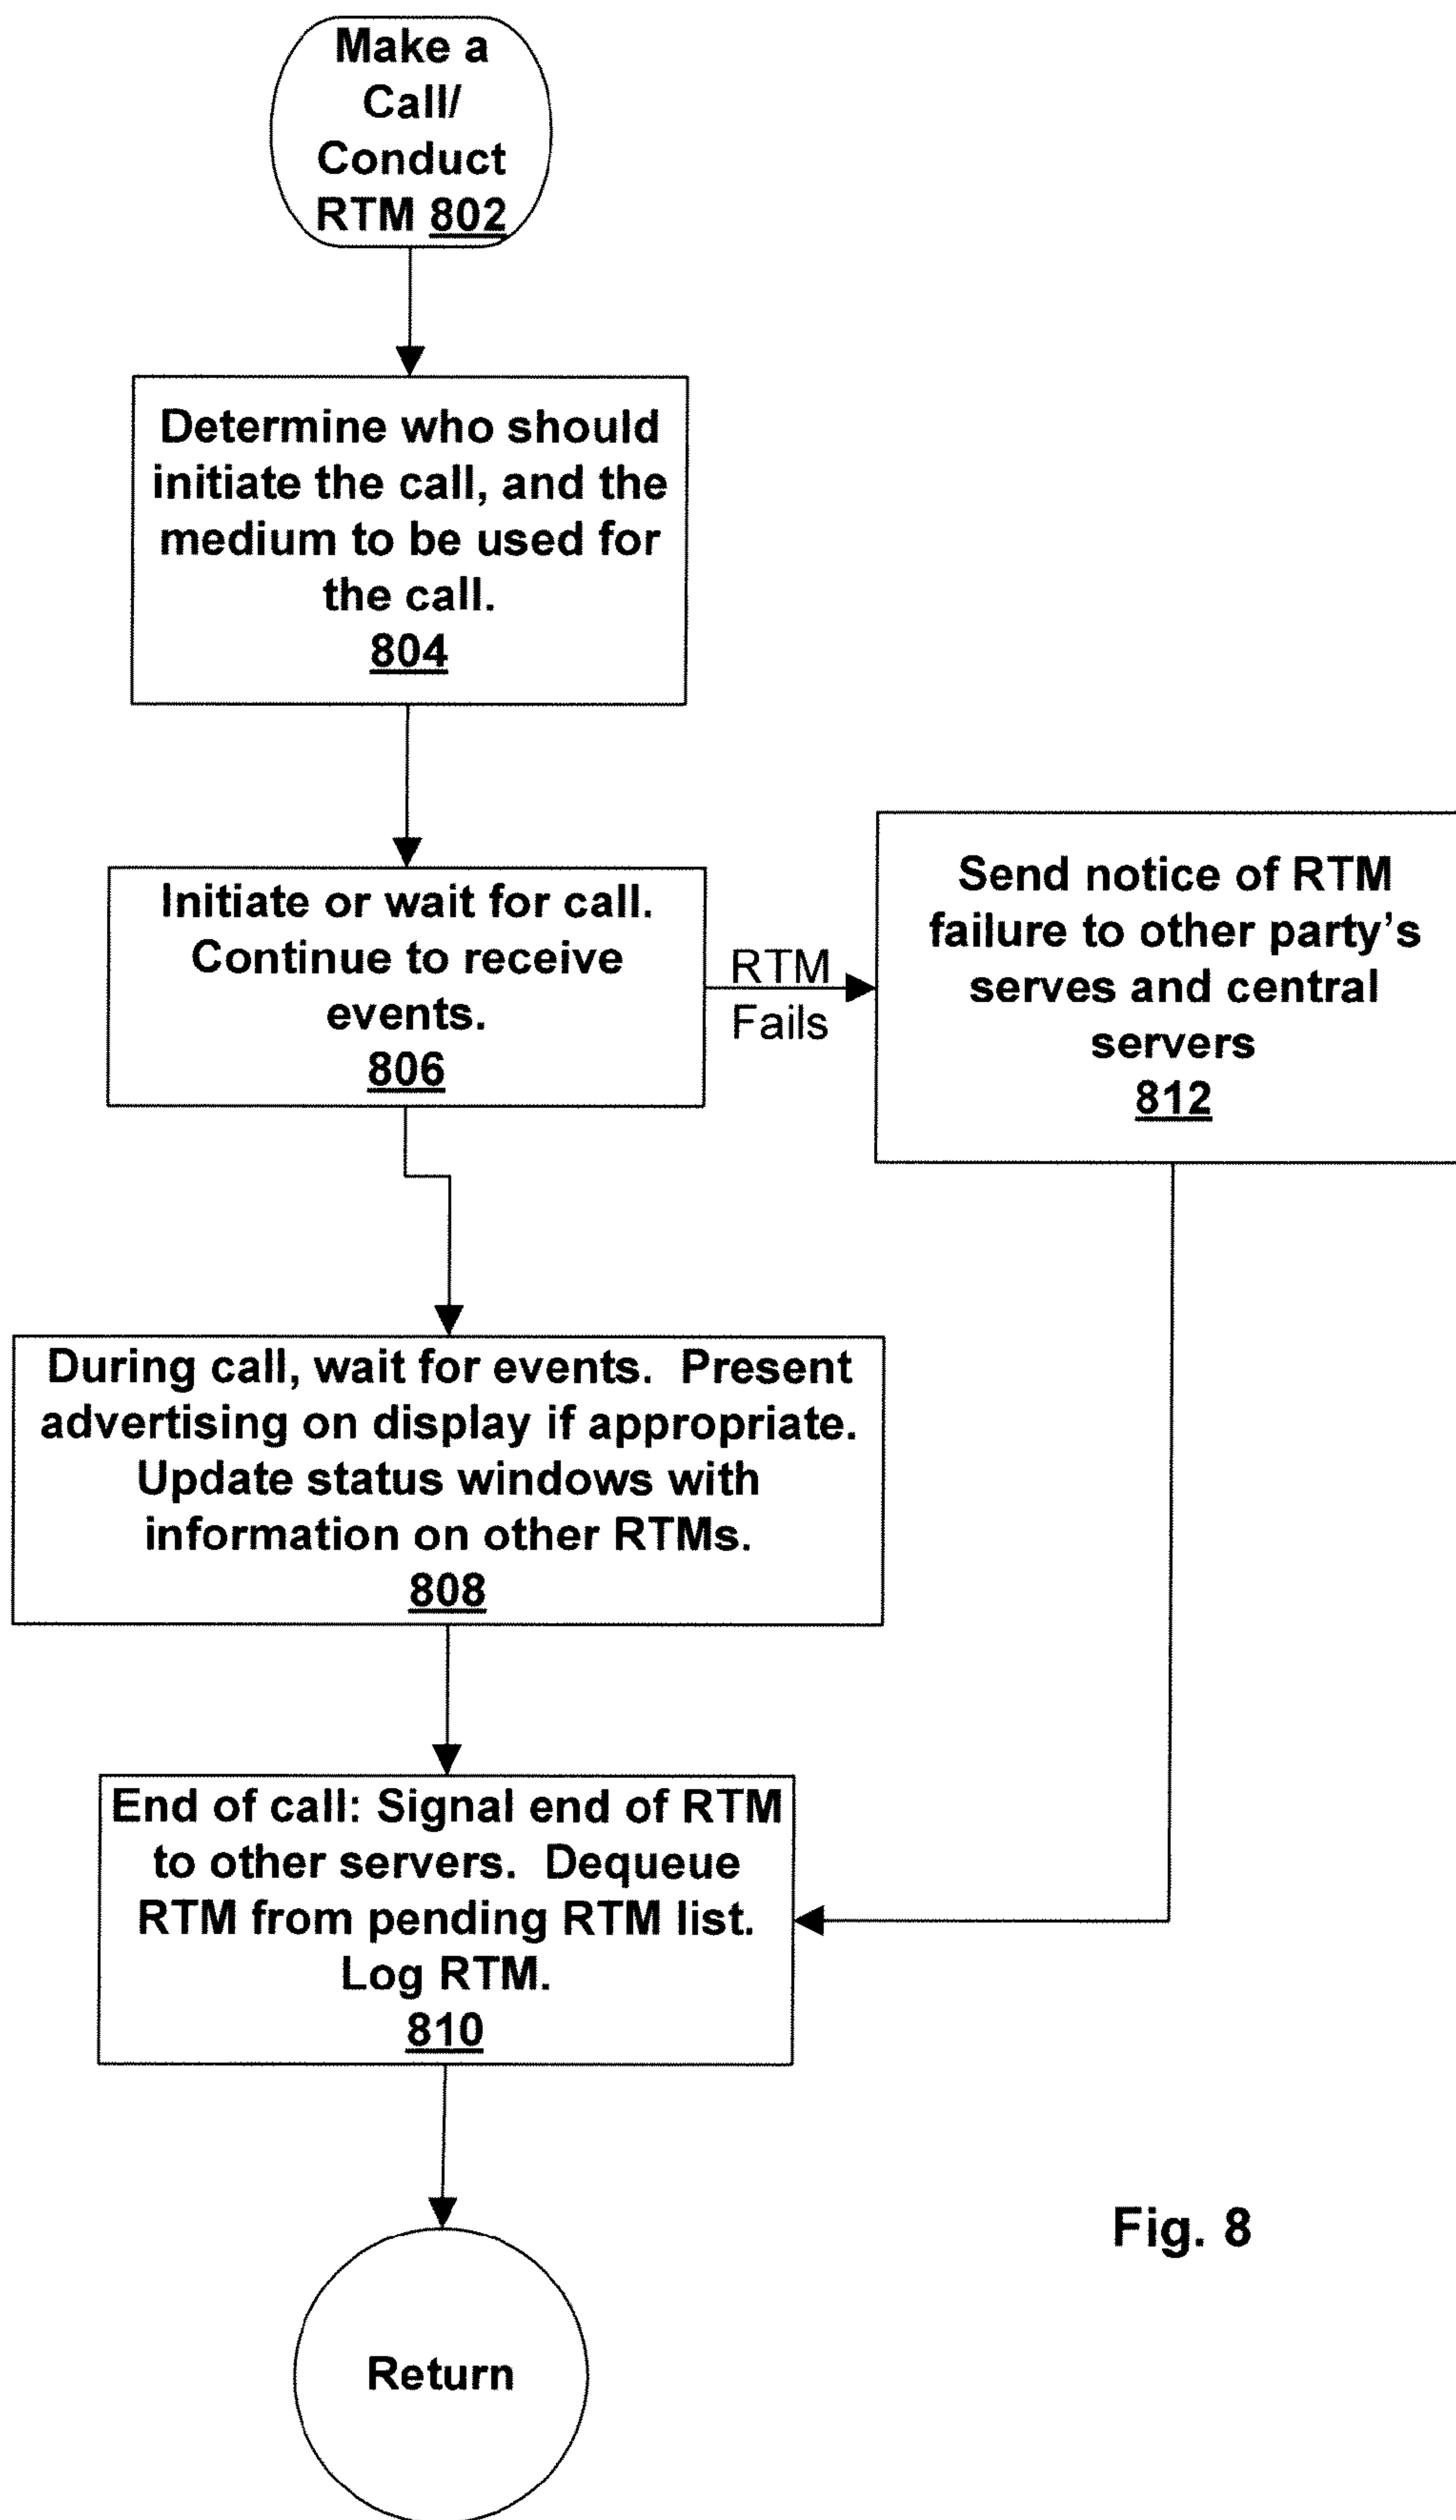 Make a
Call/
Conduct
RTM 802
Determine who should
initiate the call, and the
medium to be used for
the call.
804
Initiate or wait for call.
Continue to receive
events.
806
RTM
Fails
Send notice of RTM
failure to other party's
serves and central
servers
812
During call, wait for events.  Present
advertising on display if appropriate.
Update status windows with
information on other RTMs.
808
End of call: Signal end of RTM
to other servers.  Dequeue
RTM from pending RTM list.
Log RTM.
810
Return
Fig. 8